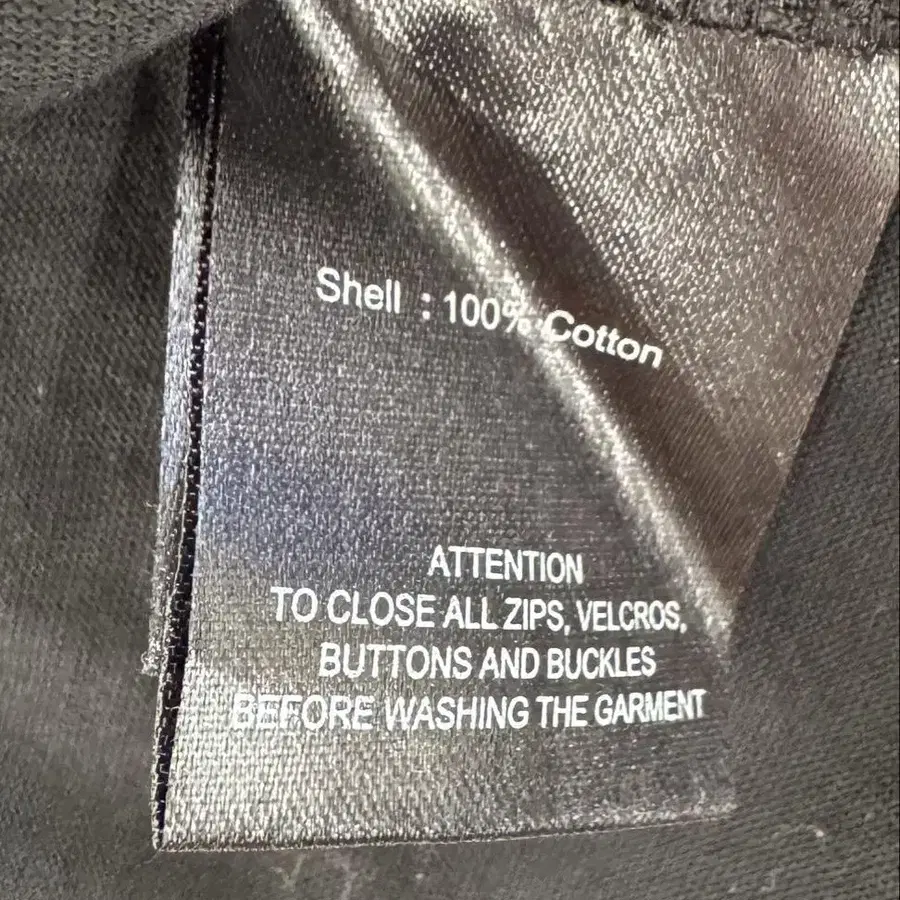 Shell : 100% Cotton
ATTENTION
TO CLOSE ALL ZIPS, VELCROS,
BUTTONS AND BUCKLES
BEFORE WASHING THE GARMENT